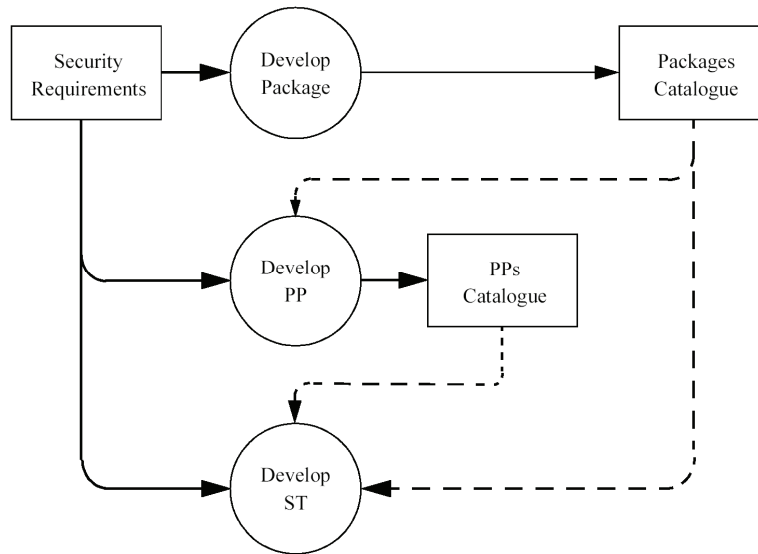 Security
Requirements
Develop
Package
Packages
Catalogue
Develop
PP
PPs
Catalogue
Develop
ST